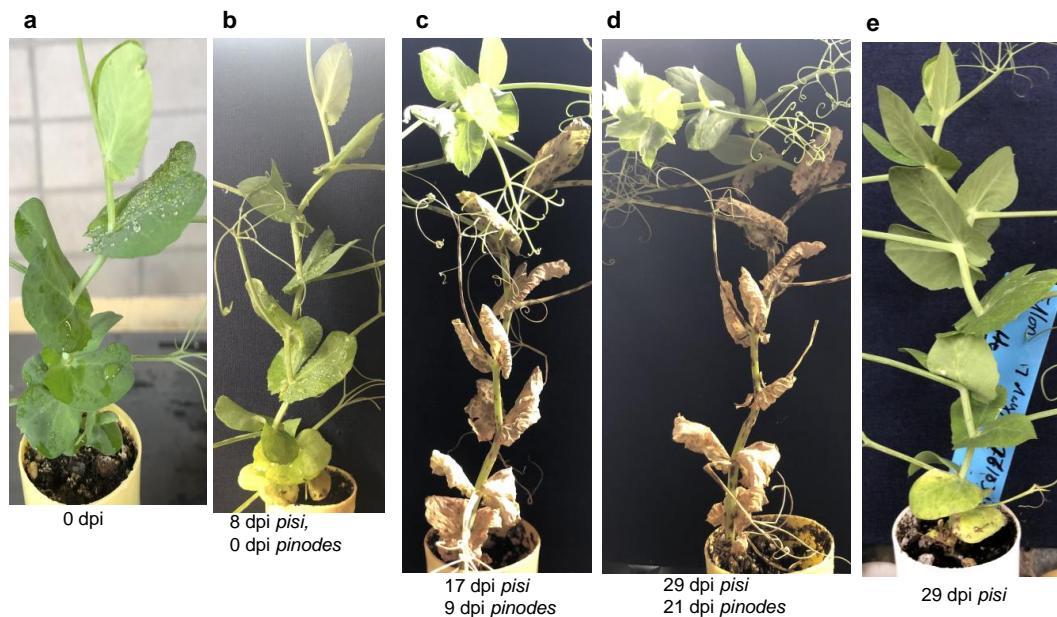 a
b
c
d
e
0 dpi
8 dpi pisi,
0 dpi pinodes
17 dpi pisi
9 dpi pinodes
29 dpi pisi
21 dpi pinodes
29 dpi pisi